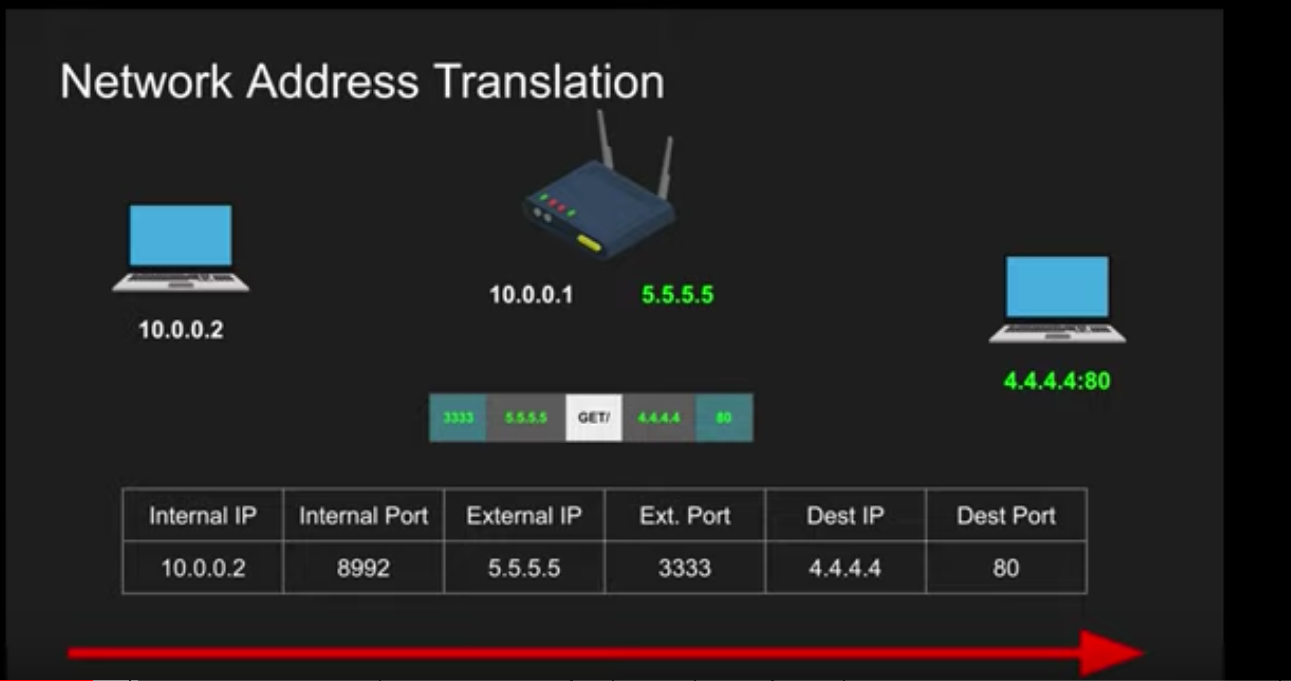 Network Address Translation
10.0.0.2
10.0.0.1 5.5.5.5
4.4.4.4:80
3333 5.5.5.5 GET/ 4.4.4.4 80
Internal IP Internal Port External IP Ext. Port Dest IP Dest Port
10.0.0.2 8992 5.5.5.5 3333 4.4.4.4 80